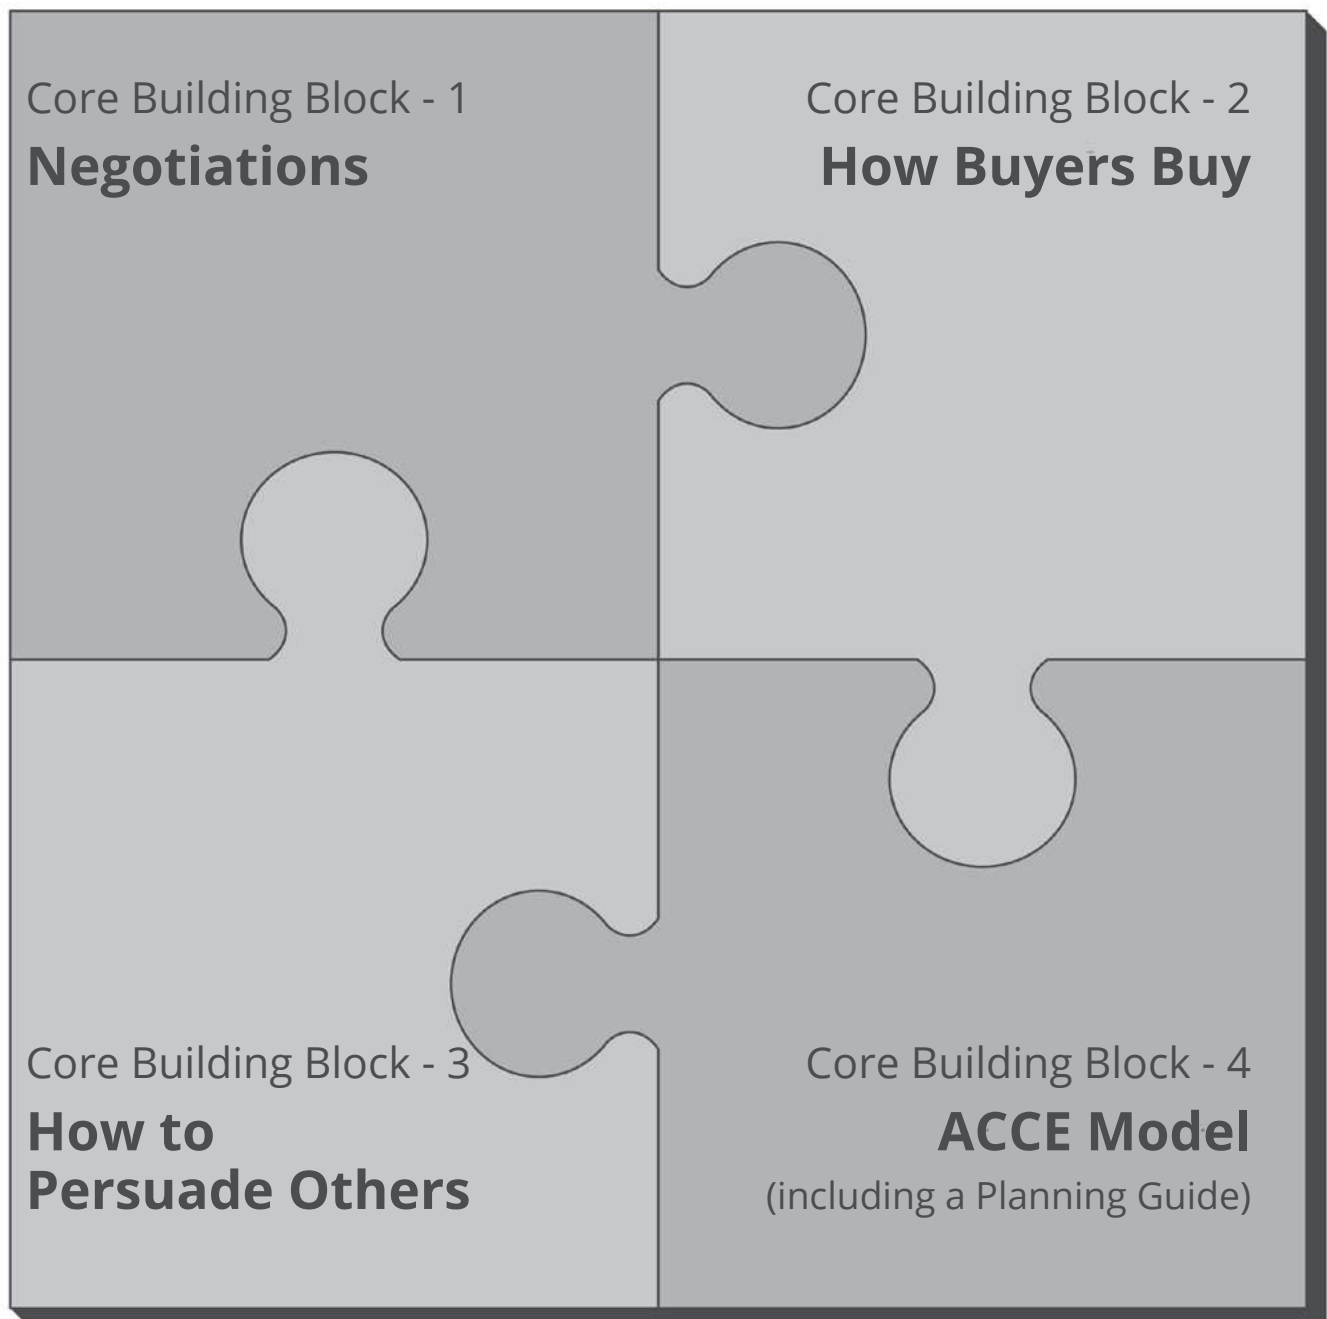 Core Building Block - 1
Negotiations
Core Building Block - 2
How Buyers Buy
Core Building Block - 3
How to
Persuade Others
Core Building Block - 4
ACCE Model
(including a Planning Guide)